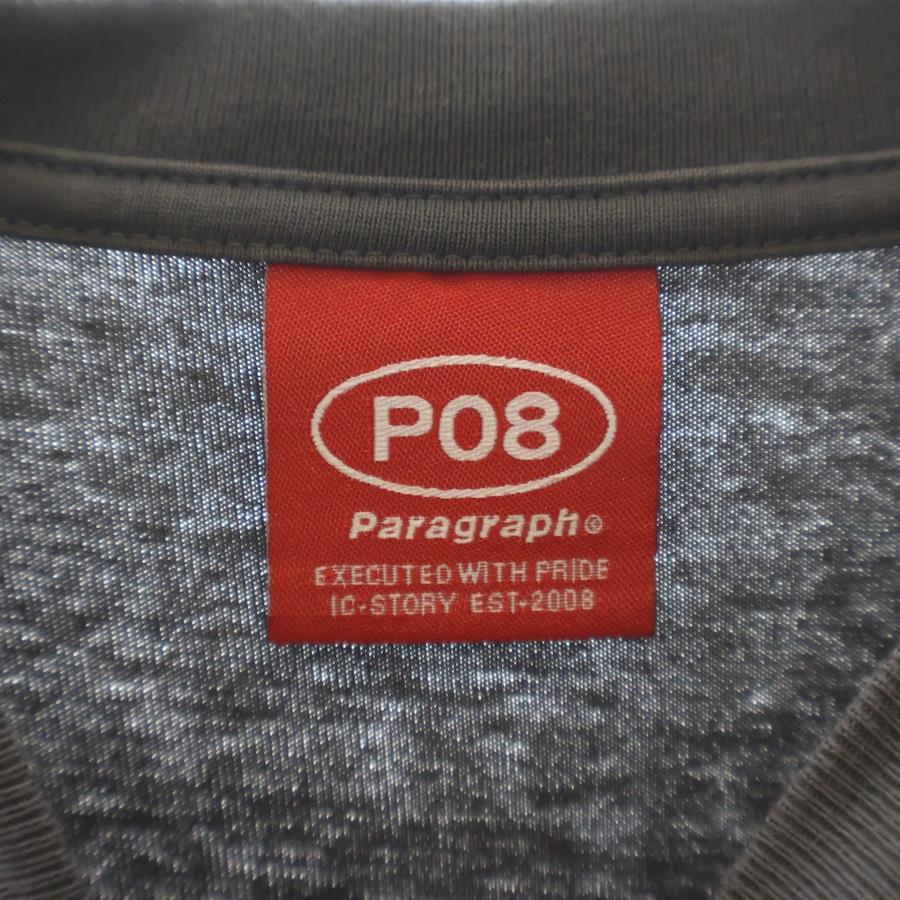 P08
Paragraph©
EXECUTED WITH PRIDE
IC·STORY EST·2008